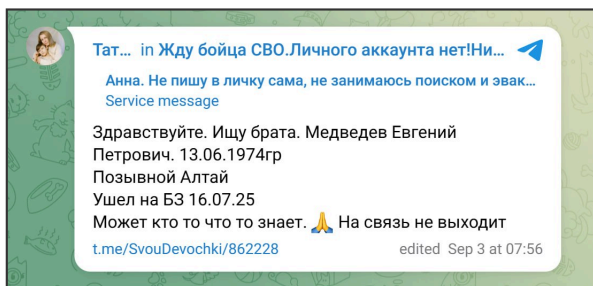 Тат... in Жду бойца СВО.Личного аккаунта нет!Ни...
Анна. Не пишу в личку сама, не занимаюсь поиском и эвак...
Service message
Здравствуйте. Ищу брата. Медведев Евгений
Петрович. 13.06.1974гр
Позывной Алтай
Ушел на БЗ 16.07.25
Может кто то что то знает. 🙏 На связь не выходит
t.me/SvouDevochki/862228
edited Sep 3 at 07:56